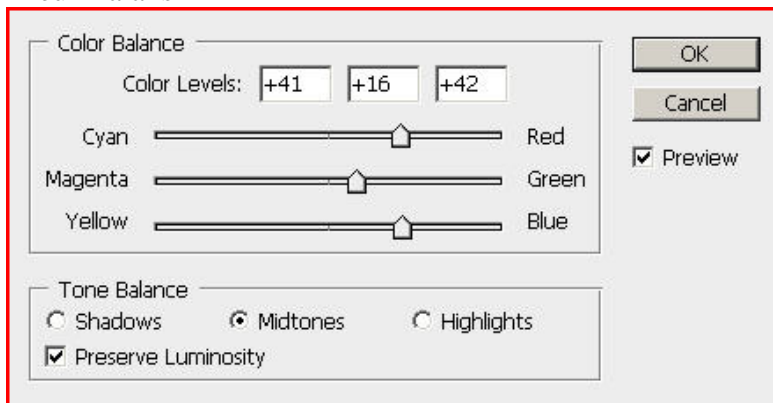 Color Balance
Color Levels: +41 +16 +42
Cyan Red
Magenta Green
Yellow Blue
Tone Balance
Shadows Midtones Highlights
Preserve Luminosity
OK
Cancel
Preview